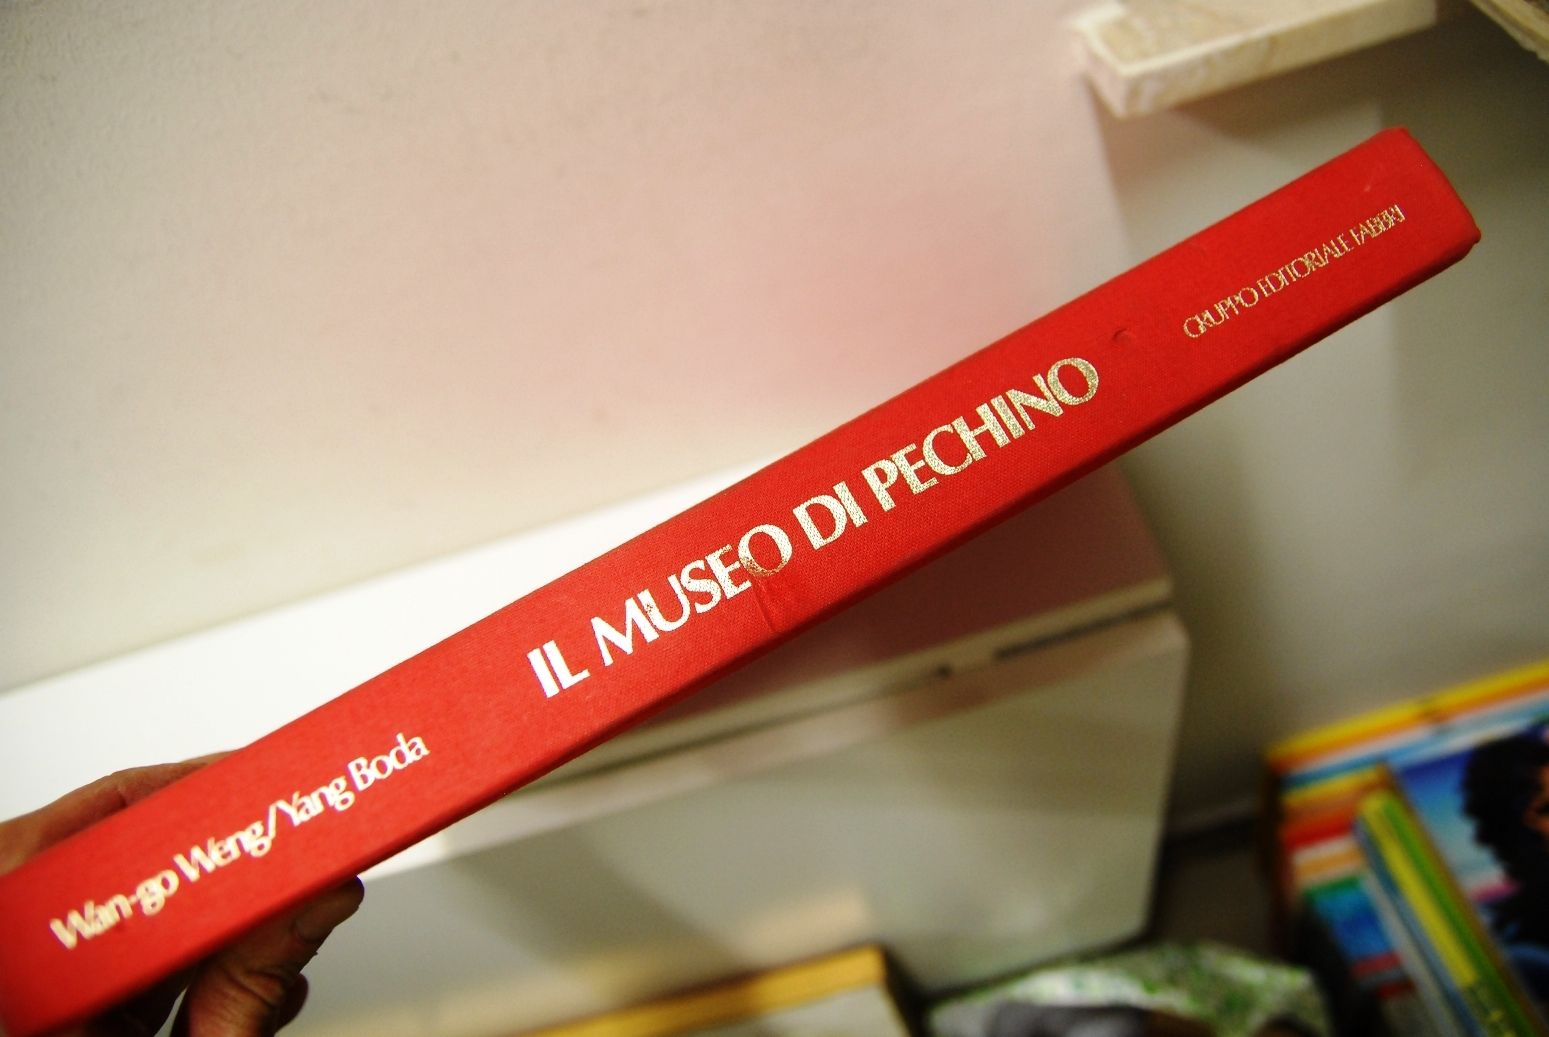 Wan-go Weng/Yang Boda
IL MUSEO DI PECHINO
GRUPPO EDITORIALE FABBRI